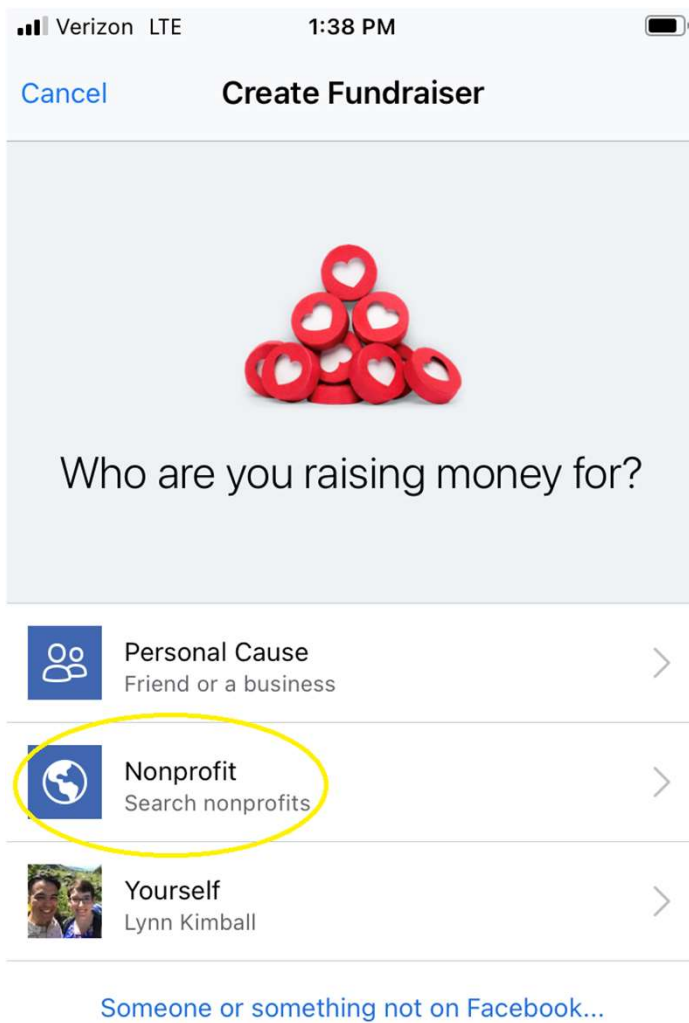 Verizon LTE 1:38 PM
Cancel Create Fundraiser
Who are you raising money for?
Personal Cause
Friend or a business
Nonprofit
Search nonprofits
Yourself
Lynn Kimball
Someone or something not on Facebook...